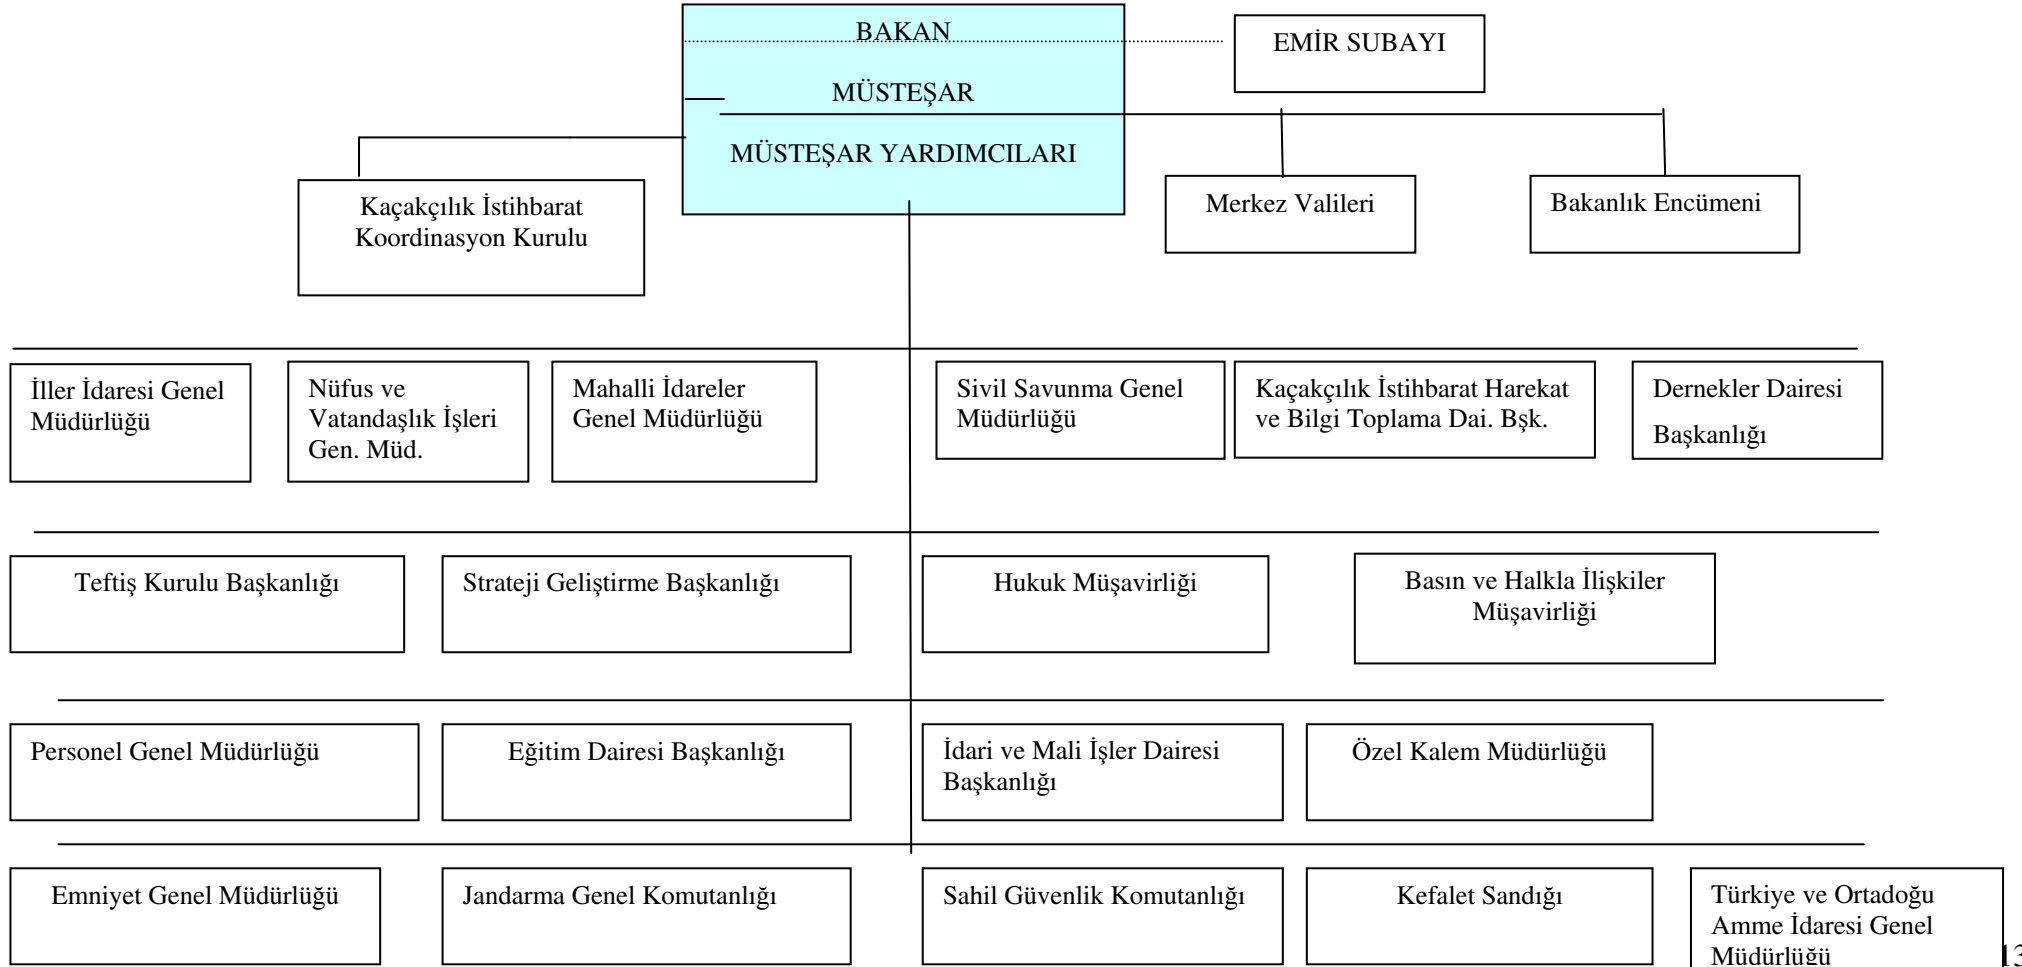 BAKAN
EMİR SUBAYI
MÜSTEŞAR
MÜSTEŞAR YARDIMCILARI
Kaçakçılık İstihbarat
Koordinasyon Kurulu
Merkez Valileri
Bakanlık Encümeni
İller İdaresi Genel
Müdürlüğü
Nüfus ve
Vatandaşlık İşleri
Gen. Müd.
Mahalli İdareler
Genel Müdürlüğü
Sivil Savunma Genel
Müdürlüğü
Kaçakçılık İstihbarat Harekat
ve Bilgi Toplama Dai. Bşk.
Dernekler Dairesi
Başkanlığı
Teftiş Kurulu Başkanlığı
Strateji Geliştirme Başkanlığı
Hukuk Müşavirliği
Basın ve Halkla İlişkiler
Müşavirliği
Personel Genel Müdürlüğü
Eğitim Dairesi Başkanlığı
İdari ve Mali İşler Dairesi
Başkanlığı
Özel Kalem Müdürlüğü
Emniyet Genel Müdürlüğü
Jandarma Genel Komutanlığı
Sahil Güvenlik Komutanlığı
Kefalet Sandığı
Türkiye ve Ortadoğu
Amme İdaresi Genel
Müdürlüğü
13